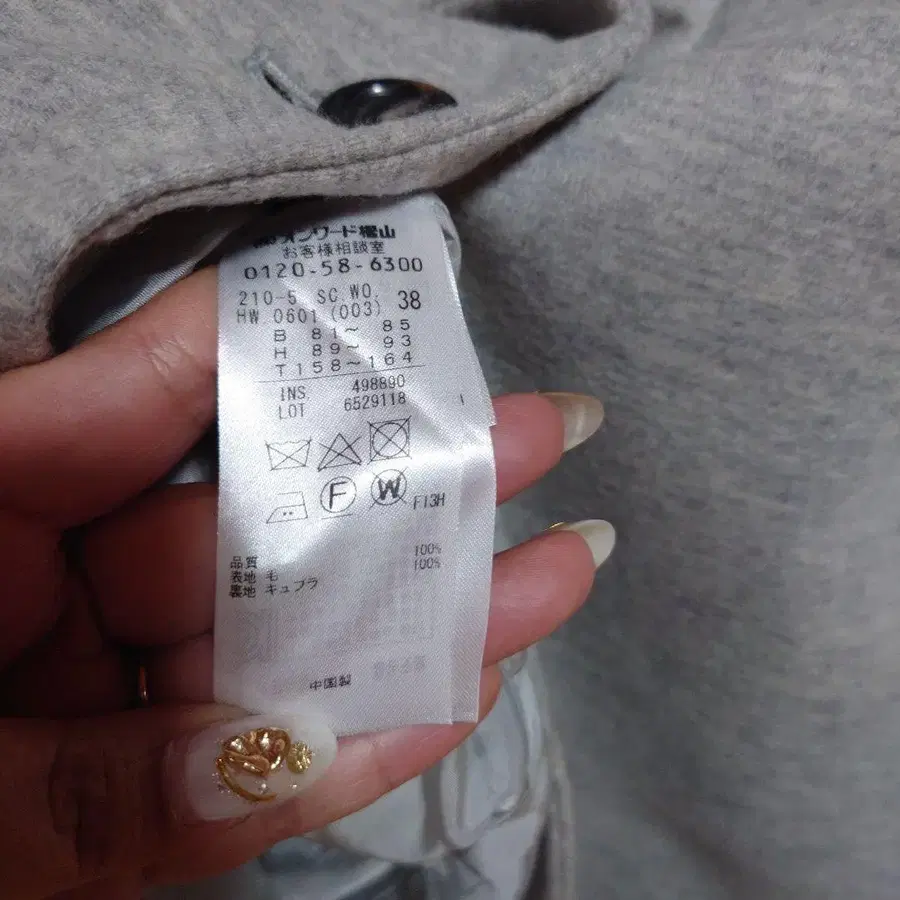 ㈱オンワード樫山
お客様相談室
0120-58-6300
210-5 SC.WO.
HW 0601 (003) 38
B 81~ 85
H 89~ 93
T158~164
INS. 498890
LOT 6529118 1
F W F13H
品質
表地 毛 100%
裏地 キュプラ 100%
中国製